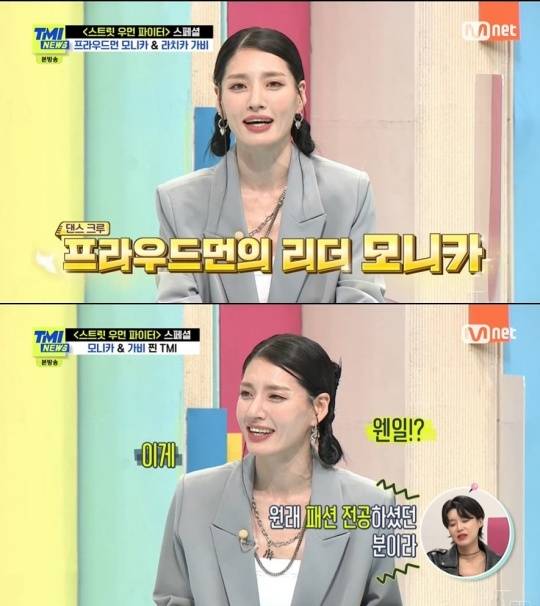 TMI
NEWS
본방송
<스트릿 우먼 파이터> 스페셜
프라우드먼 모니카 & 라치카 가비
Mnet
댄스 크루
프라우드먼의 리더 모니카
TMI
NEWS
본방송
<스트릿 우먼 파이터> 스페셜
모니카 & 가비 찐 TMI
Mnet
웬일!?
이게
원래 패션 전공하셨던
분이라